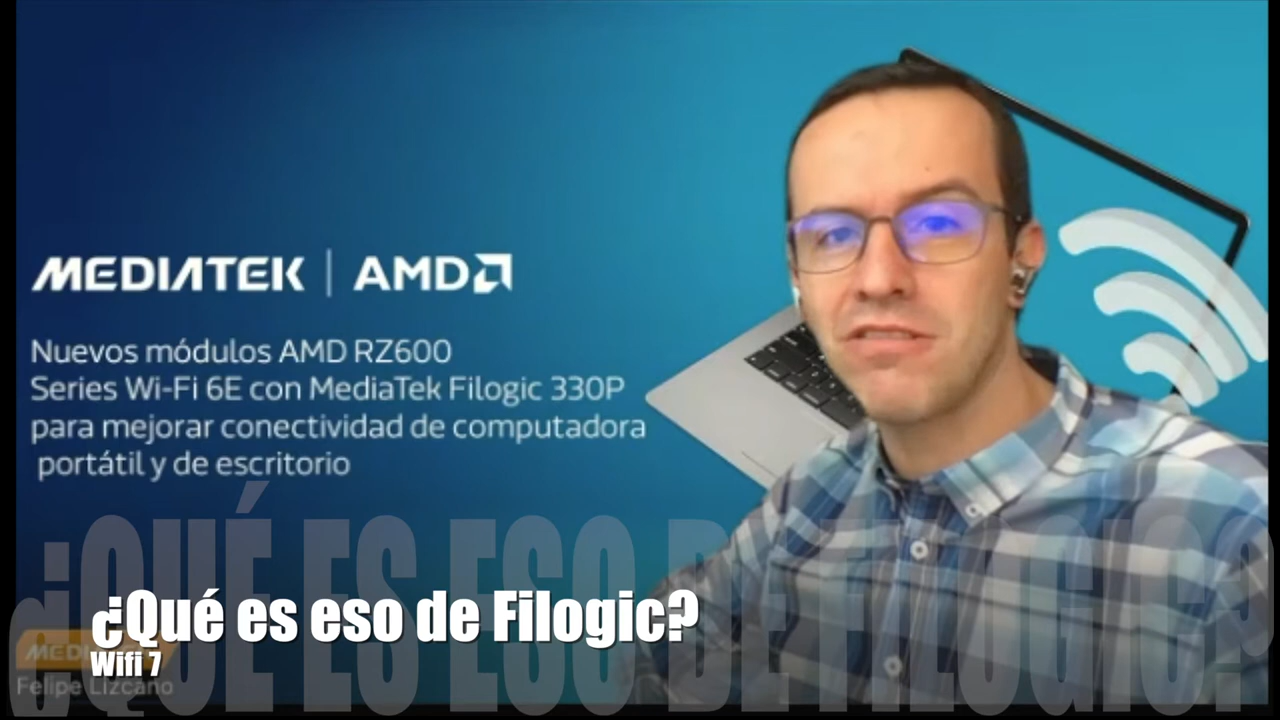 MEDIATEK | AMD
Nuevos módulos AMD RZ600
Series Wi-Fi 6E con MediaTek Filogic 330P
para mejorar conectividad de computadora
portátil y de escritorio
¿QUÉ ES ESO DE FILOGIC?
¿Qué es eso de Filogic?
Wifi 7
Felipe Lizcano